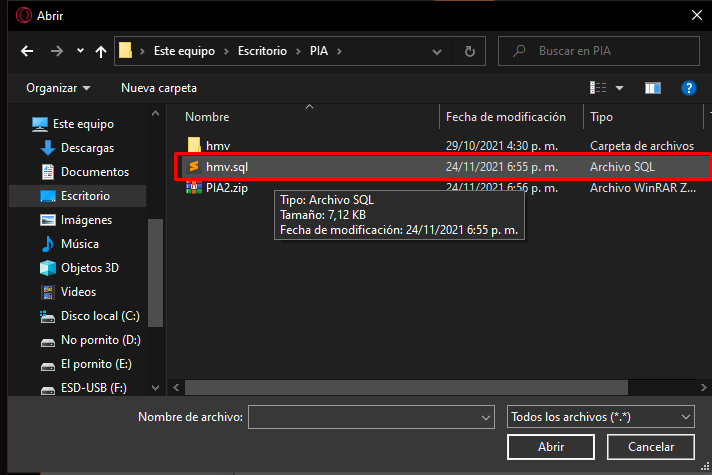 Abrir
Este equipo > Escritorio > PIA >
Buscar en PIA
Organizar
Nueva carpeta
Nombre
Fecha de modificación
Tipo
Este equipo
Descargas
Documentos
Escritorio
Imágenes
Música
Objetos 3D
Videos
Disco local (C:)
No pornito (D:)
El pornito (E:)
ESD-USB (F:)
hmv 29/10/2021 4:30 p. m. Carpeta de archivos
hmv.sql 24/11/2021 6:55 p. m. Archivo SQL
PIA2.zip 24/11/2021 6:56 p. m. Archivo WinRAR Z...
Tipo: Archivo SQL
Tamaño: 7,12 KB
Fecha de modificación: 24/11/2021 6:55 p. m.
Nombre de archivo:
Todos los archivos (*.*)
Abrir
Cancelar